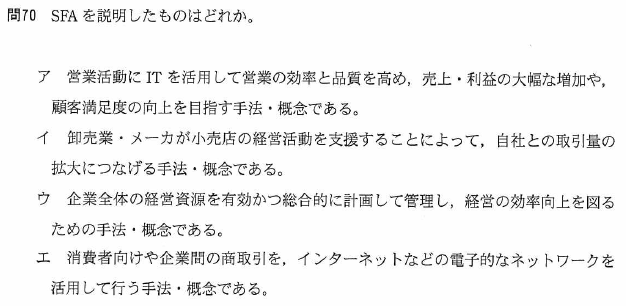 問70 SFA を説明したものはどれか。
ア 営業活動に IT を活用して営業の効率と品質を高め，売上・利益の大幅な増加や，
顧客満足度の向上を目指す手法・概念である。
イ 卸売業・メーカが小売店の経営活動を支援することによって，自社との取引量の
拡大につなげる手法・概念である。
ウ 企業全体の経営資源を有効かつ総合的に計画して管理し，経営の効率向上を図る
ための手法・概念である。
エ 消費者向けや企業間の商取引を，インターネットなどの電子的なネットワークを
活用して行う手法・概念である。